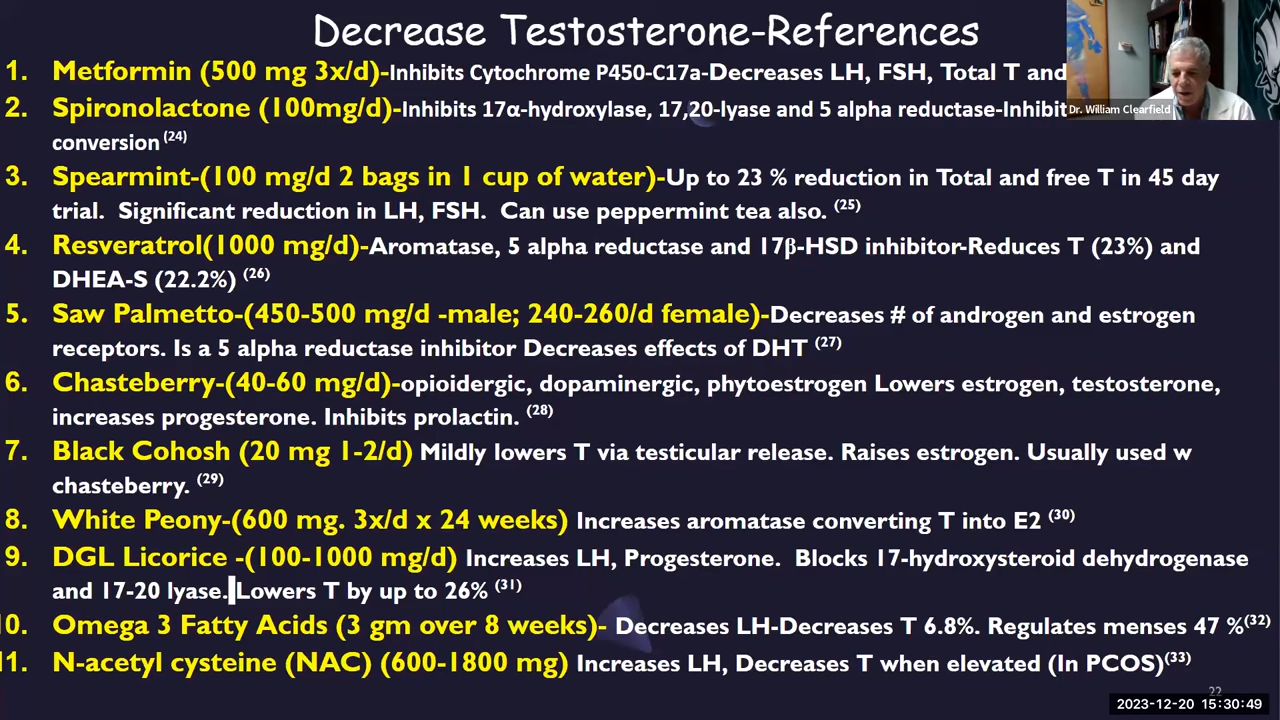 Decrease Testosterone-References
1. Metformin (500 mg 3x/d)-Inhibits Cytochrome P450-C17a-Decreases LH, FSH, Total T and
2. Spironolactone (100mg/d)-Inhibits 17α-hydroxylase, 17,20-lyase and 5 alpha reductase-Inhibit
conversion (24)
3. Spearmint-(100 mg/d 2 bags in 1 cup of water)-Up to 23 % reduction in Total and free T in 45 day
trial. Significant reduction in LH, FSH. Can use peppermint tea also. (25)
4. Resveratrol(1000 mg/d)-Aromatase, 5 alpha reductase and 17β-HSD inhibitor-Reduces T (23%) and
DHEA-S (22.2%) (26)
5. Saw Palmetto-(450-500 mg/d -male; 240-260/d female)-Decreases # of androgen and estrogen
receptors. Is a 5 alpha reductase inhibitor Decreases effects of DHT (27)
6. Chasteberry-(40-60 mg/d)-opioidergic, dopaminergic, phytoestrogen Lowers estrogen, testosterone,
increases progesterone. Inhibits prolactin. (28)
7. Black Cohosh (20 mg 1-2/d) Mildly lowers T via testicular release. Raises estrogen. Usually used w
chasteberry. (29)
8. White Peony-(600 mg. 3x/d x 24 weeks) Increases aromatase converting T into E2 (30)
9. DGL Licorice -(100-1000 mg/d) Increases LH, Progesterone. Blocks 17-hydroxysteroid dehydrogenase
and 17-20 lyase. Lowers T by up to 26% (31)
10. Omega 3 Fatty Acids (3 gm over 8 weeks)- Decreases LH-Decreases T 6.8%. Regulates menses 47 %(32)
11. N-acetyl cysteine (NAC) (600-1800 mg) Increases LH, Decreases T when elevated (In PCOS)(33)
Dr. William Clearfield
22
2023-12-20 15:30:49